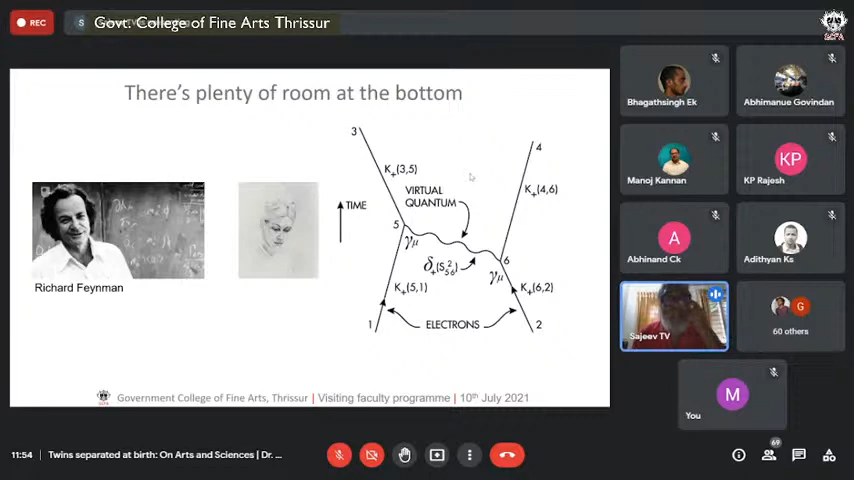 REC
S
Govt. College of Fine Arts Thrissur
SCFA
There's plenty of room at the bottom
3
4
K+(3,5)
K+(4,6)
VIRTUAL
QUANTUM
TIME
5
γμ
6
δ+(S²56)
γμ
K+(5,1)
K+(6,2)
1
ELECTRONS
2
Richard Feynman
Government College of Fine Arts, Thrissur | Visiting faculty programme | 10th July 2021
Bhagathsingh Ek
Abhimanue Govindan
Manoj Kannan
KP
KP Rajesh
A
Abhinand Ck
Adithyan Ks
Sajeev TV
G
60 others
M
You
11:54 | Twins separated at birth: On Arts and Sciences | Dr. ...
69